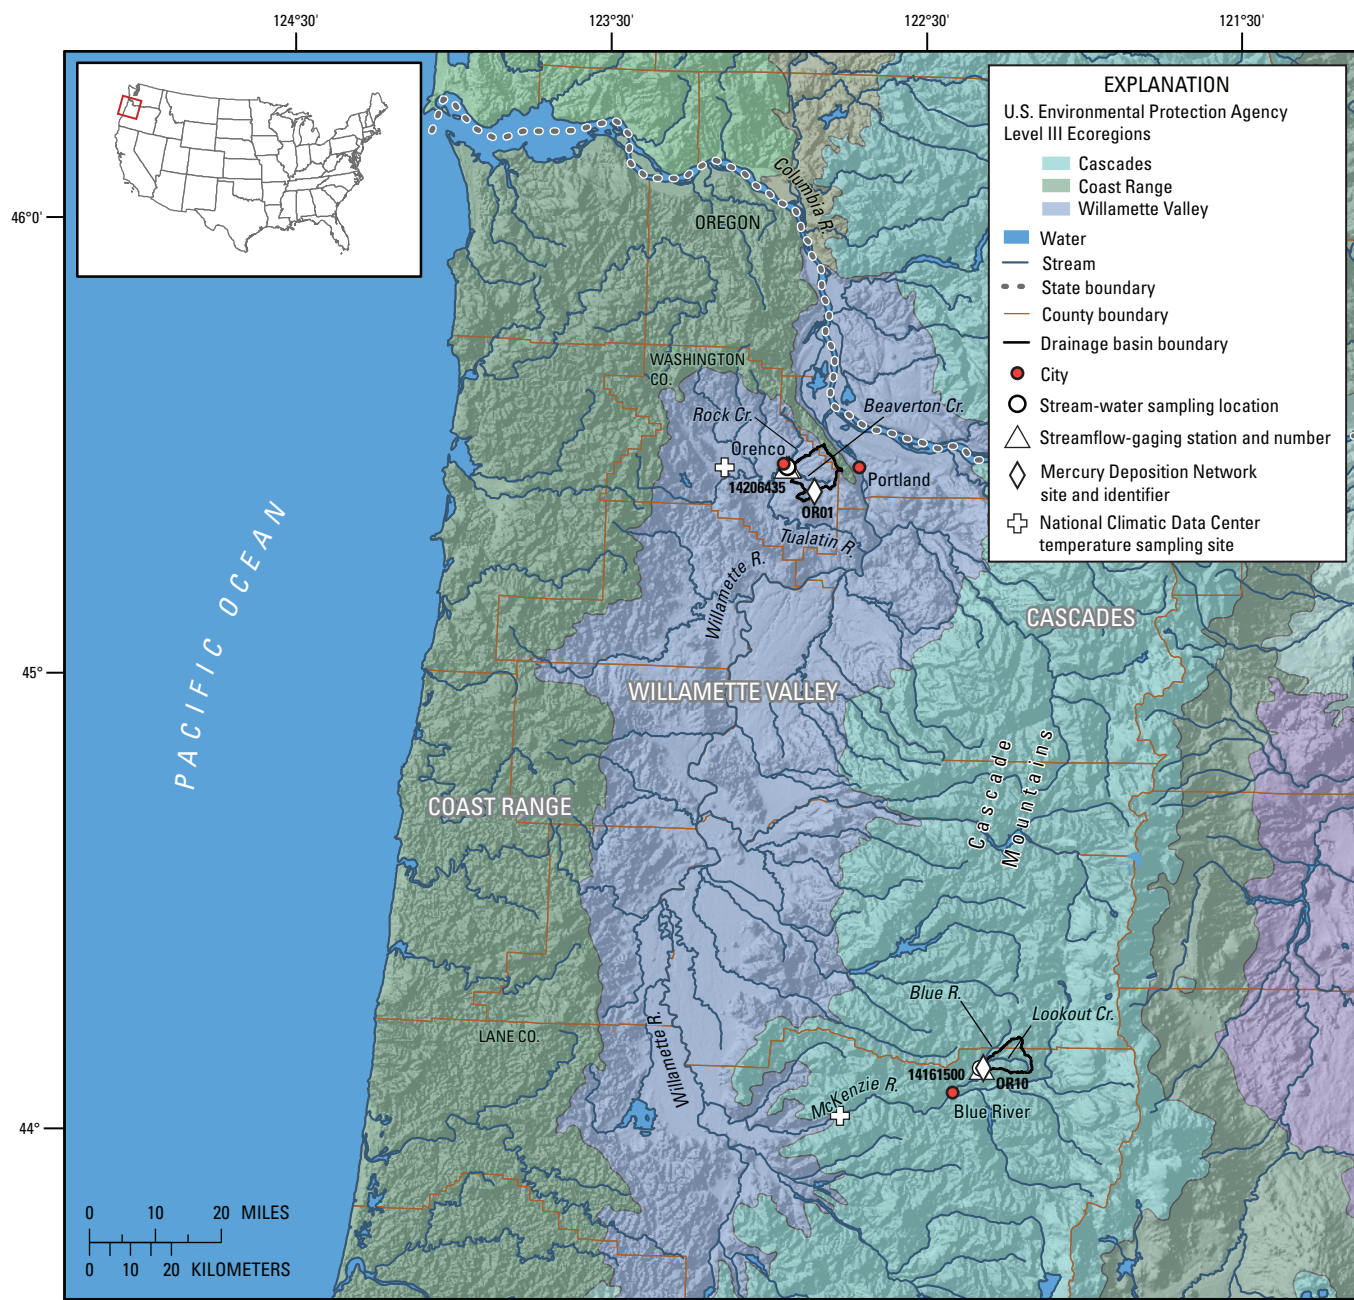 124°30'
123°30'
122°30'
121°30'
46°0'
45°
44°
EXPLANATION
U.S. Environmental Protection Agency
Level III Ecoregions
Cascades
Coast Range
Willamette Valley
Water
Stream
State boundary
County boundary
Drainage basin boundary
City
Stream-water sampling location
Streamflow-gaging station and number
Mercury Deposition Network
site and identifier
National Climatic Data Center
temperature sampling site
Columbia R.
OREGON
WASHINGTON
CO.
Rock Cr.
Beaverton Cr.
Orenco
Portland
14206435
OR01
Tualatin R.
Willamette R.
PACIFIC OCEAN
CASCADES
WILLAMETTE VALLEY
Cascade
Mountains
COAST RANGE
Blue R.
Lookout Cr.
LANE CO.
Willamette R.
14161500
OR10
McKenzie R.
Blue River
0 10 20 MILES
0 10 20 KILOMETERS